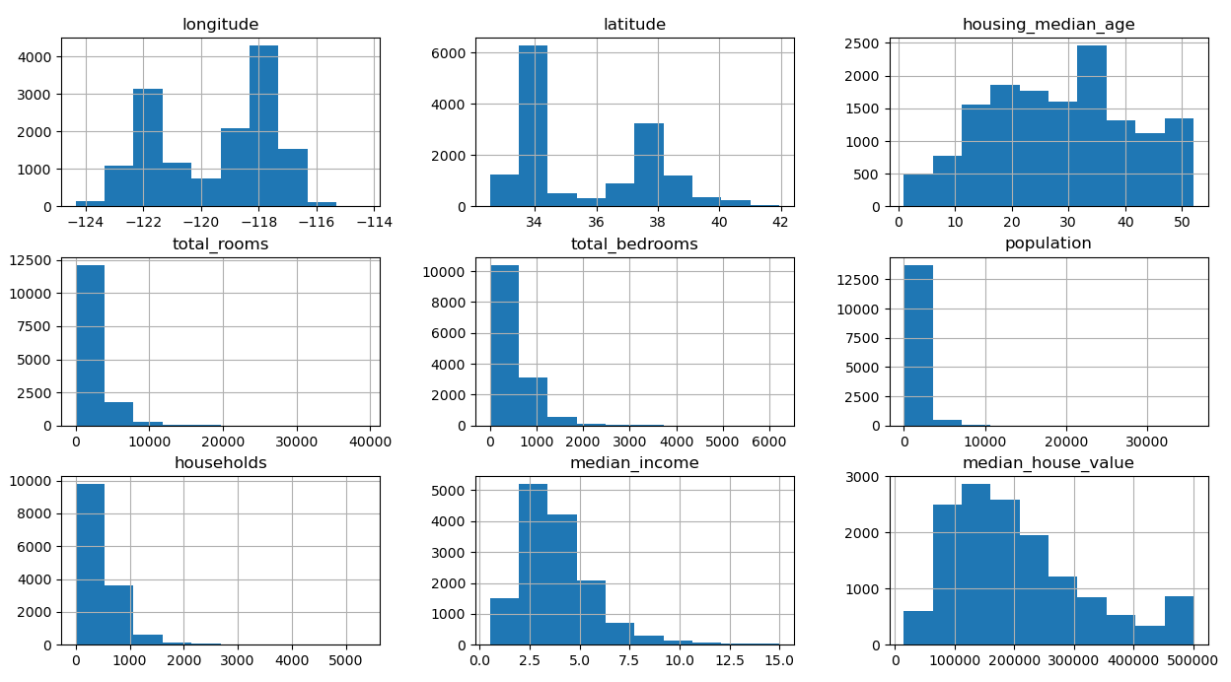 longitude
4000
3000
2000
1000
0
−124 −122 −120 −118 −116 −114
latitude
6000
4000
2000
0
34 36 38 40 42
housing_median_age
2500
2000
1500
1000
500
0
0 10 20 30 40 50
total_rooms
12500
10000
7500
5000
2500
0
0 10000 20000 30000 40000
total_bedrooms
10000
8000
6000
4000
2000
0
0 1000 2000 3000 4000 5000 6000
population
12500
10000
7500
5000
2500
0
0 10000 20000 30000
households
10000
8000
6000
4000
2000
0
0 1000 2000 3000 4000 5000
median_income
5000
4000
3000
2000
1000
0
0.0 2.5 5.0 7.5 10.0 12.5 15.0
median_house_value
3000
2000
1000
0
0 100000 200000 300000 400000 500000